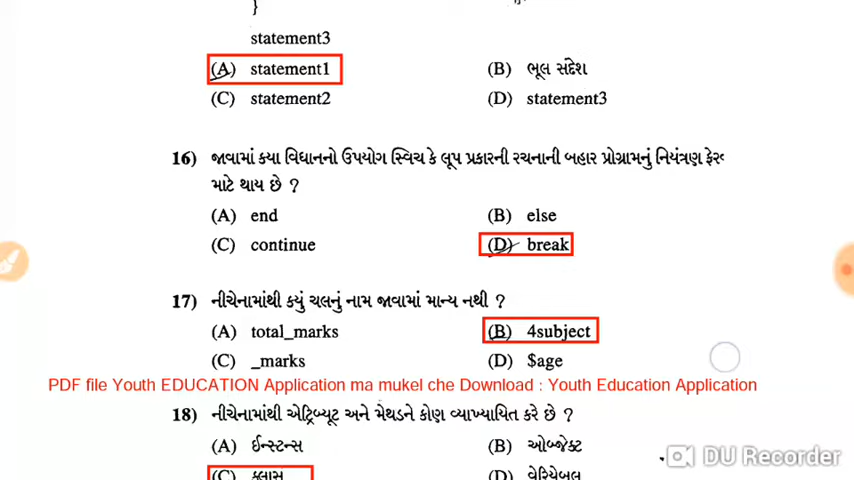 }
statement3
(A) statement1 (B) ભૂલ સંદેશ
(C) statement2 (D) statement3
16) જાવામાં ક્યા વિધાનનો ઉપયોગ સ્વિચ કે લૂપ પ્રકારની રચનાની બહાર પ્રોગ્રામનું નિયંત્રણ ફેરવ
માટે થાય છે ?
(A) end (B) else
(C) continue (D) break
17) નીચેનામાંથી કયું ચલનું નામ જાવામાં માન્ય નથી ?
(A) total_marks (B) 4subject
(C) _marks (D) $age
PDF file Youth EDUCATION Application ma mukel che Download : Youth Education Application
18) નીચેનામાંથી એટ્રિબ્યૂટ અને મેથડને કોણ વ્યાખ્યાયિત કરે છે ?
(A) ઈન્સ્ટન્સ (B) ઓબ્જેક્ટ
DU Recorder
(C) ક્લાસ (D) વેરિયેબલ